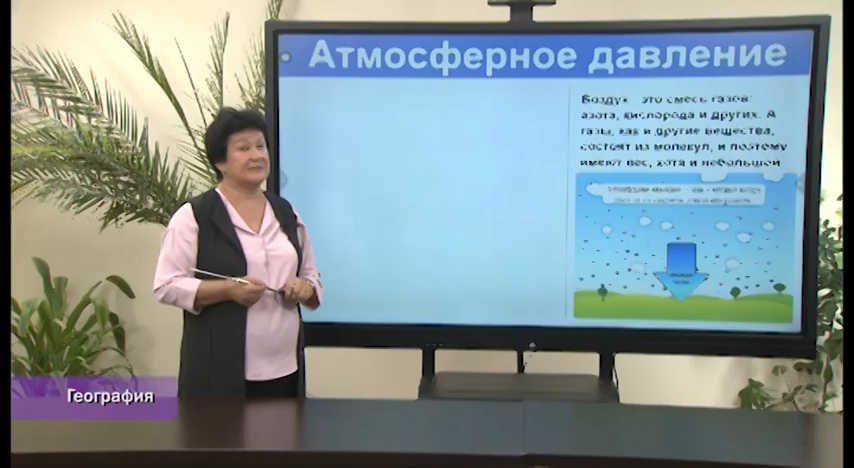 Атмосферное давление
Воздух - это смесь газов:
азота, кислорода и других. А
газы, как и другие вещества,
состоят из молекул, и поэтому
имеют вес, хотя и небольшой
География